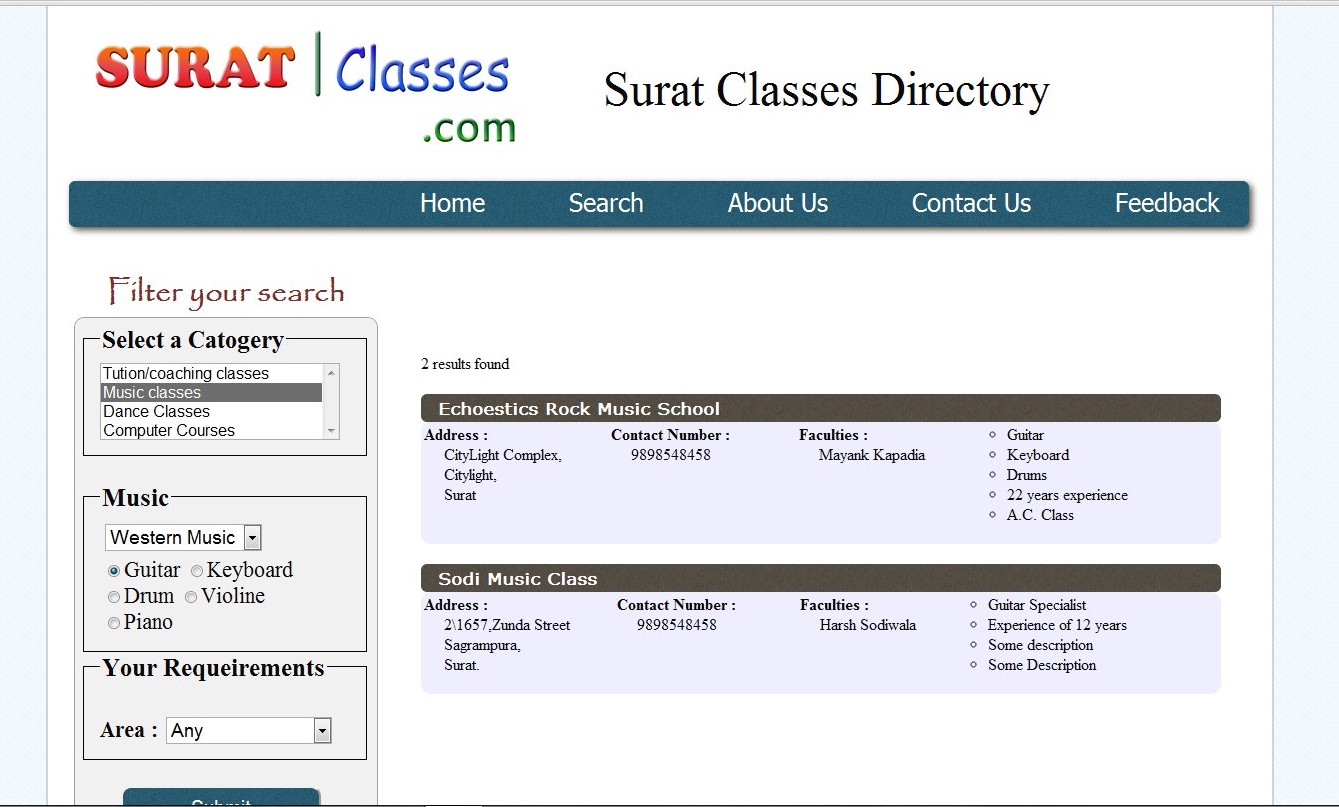 SURAT | Classes
.com
Surat Classes Directory
Home Search About Us Contact Us Feedback
Filter your search
Select a Catogery
Tution/coaching classes
Music classes
Dance Classes
Computer Courses
Music
Western Music
Guitar Keyboard
Drum Violine
Piano
Your Requeirements
Area : Any
Submit
2 results found
Echoestics Rock Music School
Address :
CityLight Complex,
Citylight,
Surat
Contact Number :
9898548458
Faculties :
Mayank Kapadia
Guitar
Keyboard
Drums
22 years experience
A.C. Class
Sodi Music Class
Address :
2\1657,Zunda Street
Sagrampura,
Surat.
Contact Number :
9898548458
Faculties :
Harsh Sodiwala
Guitar Specialist
Experience of 12 years
Some description
Some Description